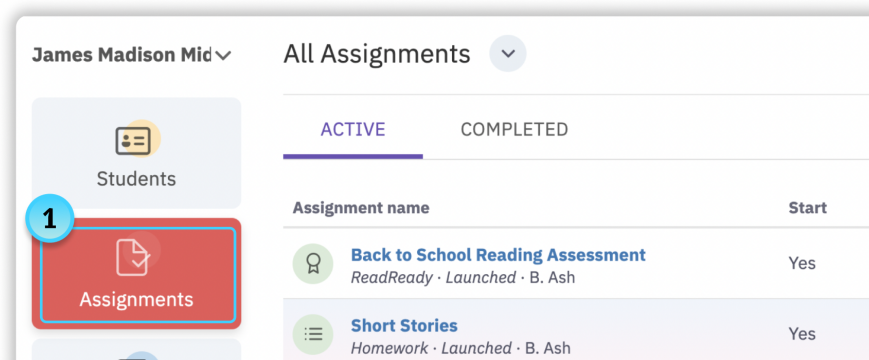 James Madison Mid
All Assignments
Students
1
Assignments
ACTIVE COMPLETED
Assignment name Start
Back to School Reading Assessment Yes
ReadReady · Launched · B. Ash
Short Stories Yes
Homework · Launched · B. Ash